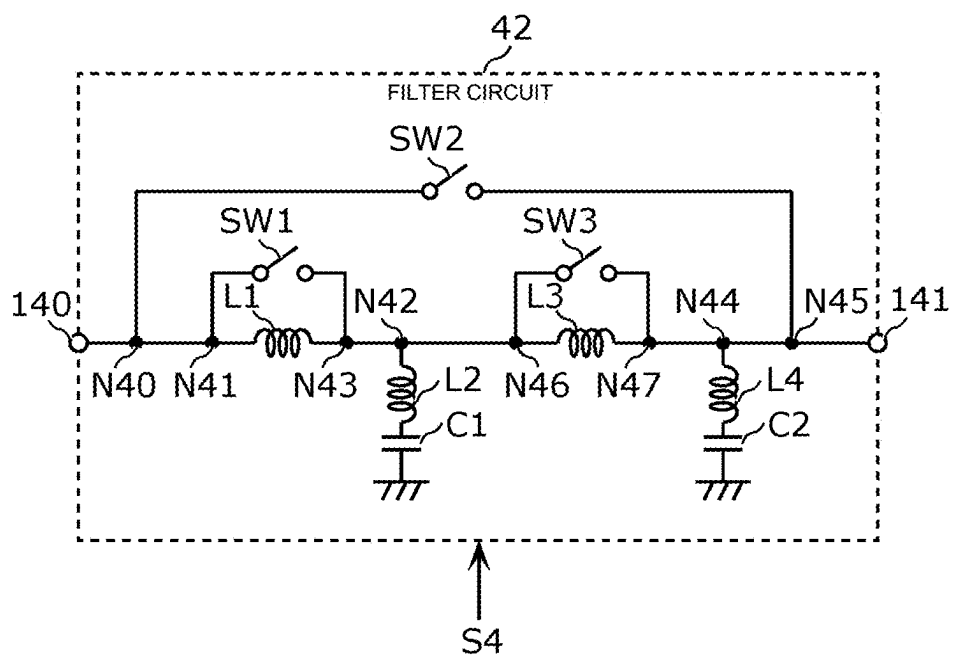 42
FILTER CIRCUIT
SW2
SW1
SW3
140
L1
N42
L3
N44
N45
141
N40
N41
N43
L2
N46
N47
L4
C1
C2
S4